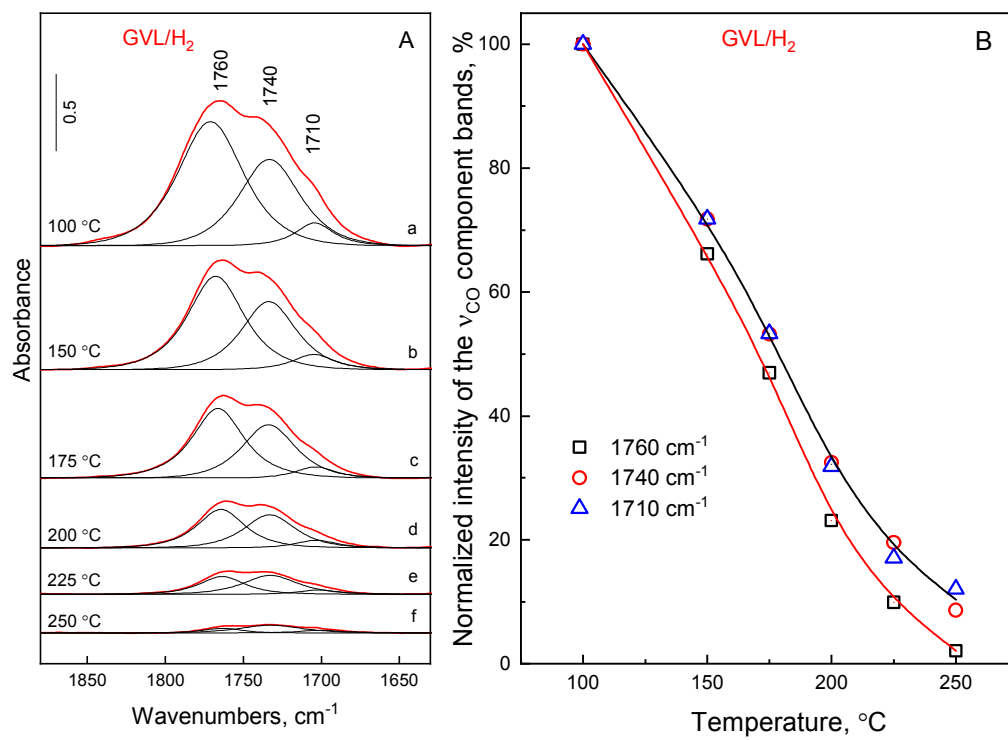 GVL/H₂
A
1760
1740
1710
0.5
100 °C
a
150 °C
b
175 °C
c
200 °C
d
225 °C
e
250 °C
f
Absorbance
1850 1800 1750 1700 1650
Wavenumbers, cm⁻¹
GVL/H₂
B
Normalized intensity of the ν_CO component bands, %
100
80
60
40
20
0
1760 cm⁻¹
1740 cm⁻¹
1710 cm⁻¹
100 150 200 250
Temperature, °C